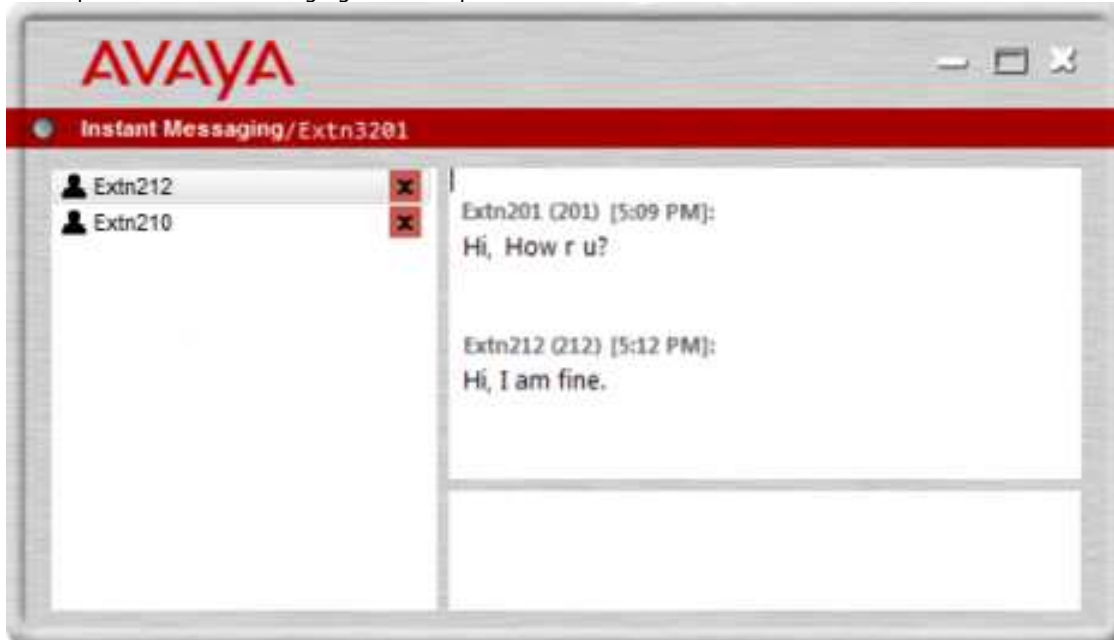 AVAYA
Instant Messaging/Extn3201
Extn212
Extn210
Extn201 (201) [5:09 PM]:
Hi, How r u?
Extn212 (212) [5:12 PM]:
Hi, I am fine.